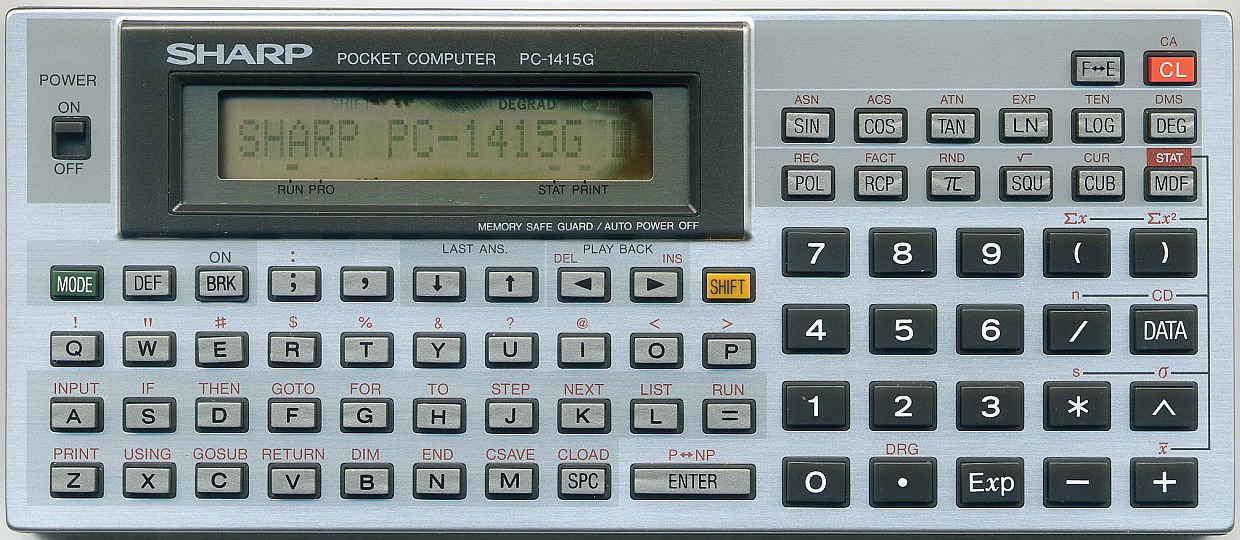 CA
SHARP POCKET COMPUTER PC-1415G
F↔E CL
POWER
ON
OFF
DEGRAD
SHARP PC-1415G
RUN PRO STAT PRINT
MEMORY SAFE GUARD / AUTO POWER OFF
ASN ACS ATN EXP TEN DMS
SIN COS TAN LN LOG DEG
REC FACT RND √‾ CUR STAT
POL RCP π SQU CUB MDF
Σx Σx²
7 8 9 ( )
ON : LAST ANS. DEL PLAY BACK INS
MODE DEF BRK ; , ↓ ↑ ◄ ► SHIFT
n CD
4 5 6 / DATA
! " # $ % & ? @ < >
Q W E R T Y U I O P
s σ
1 2 3 * ^
INPUT IF THEN GOTO FOR TO STEP NEXT LIST RUN
A S D F G H J K L =
DRG x̄
0 • Exp − +
PRINT USING GOSUB RETURN DIM END CSAVE CLOAD P↔NP
Z X C V B N M SPC ENTER